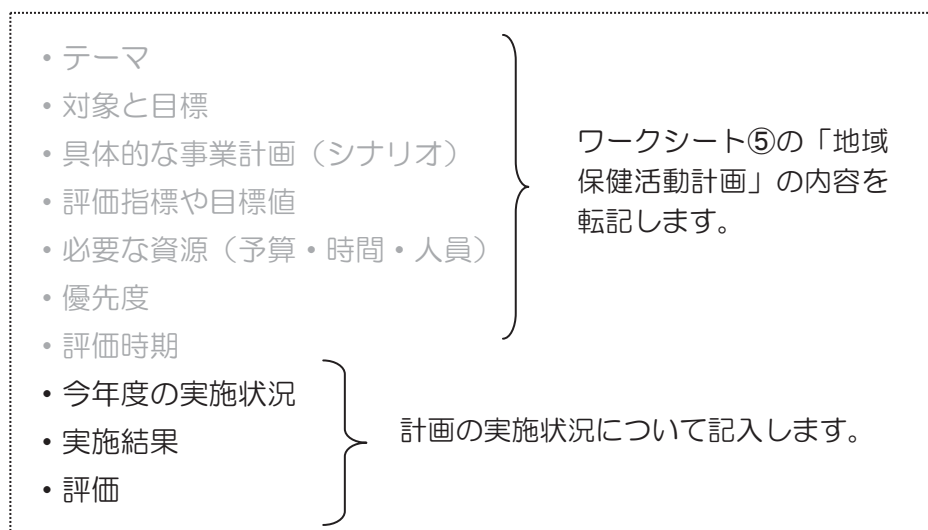 ・テーマ
・対象と目標
・具体的な事業計画（シナリオ）
・評価指標や目標値
・必要な資源（予算・時間・人員）
・優先度
・評価時期
ワークシート⑤の「地域
保健活動計画」の内容を
転記します。
・今年度の実施状況
・実施結果
・評価
計画の実施状況について記入します。